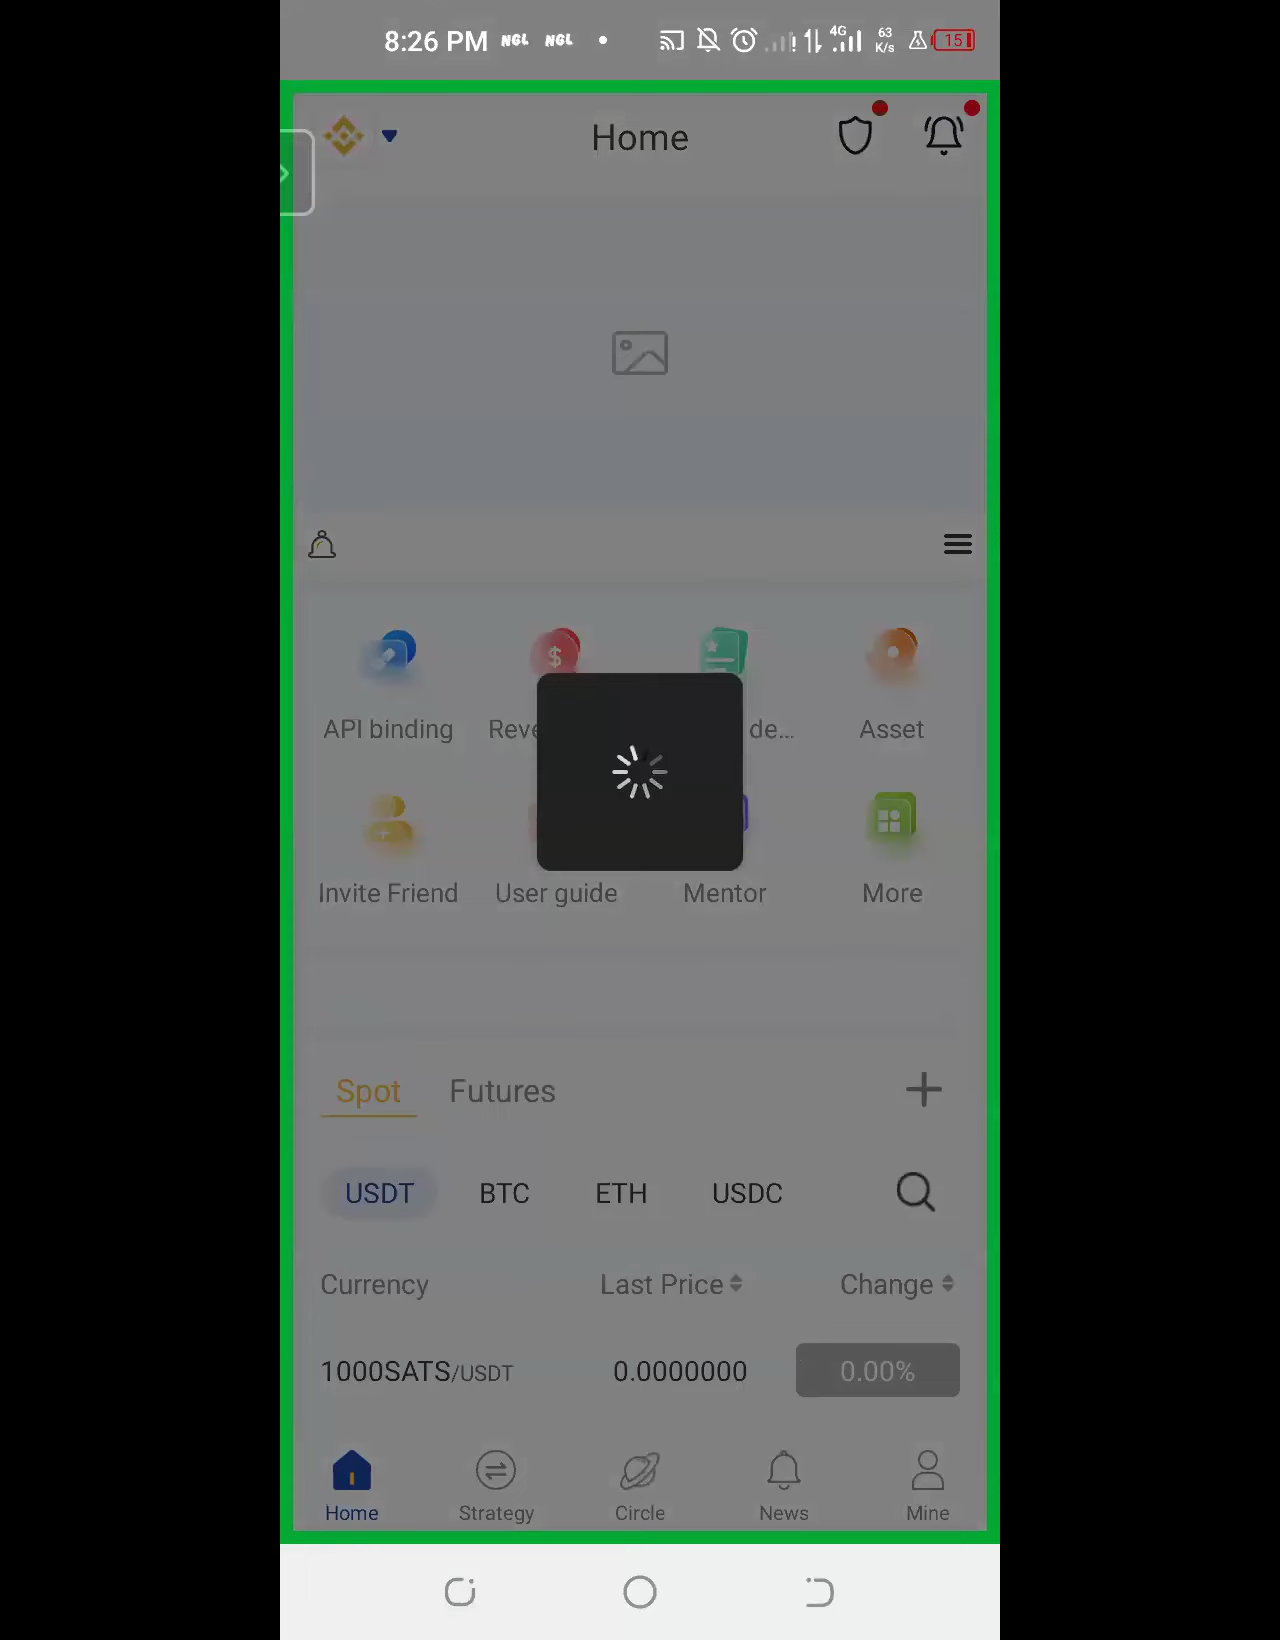 8:26 PM NGL NGL 4G 63 K/s 15
Home
API binding Reve de... Asset
Invite Friend User guide Mentor More
Spot Futures
USDT BTC ETH USDC
Currency Last Price Change
1000SATS/USDT 0.0000000 0.00%
Home Strategy Circle News Mine